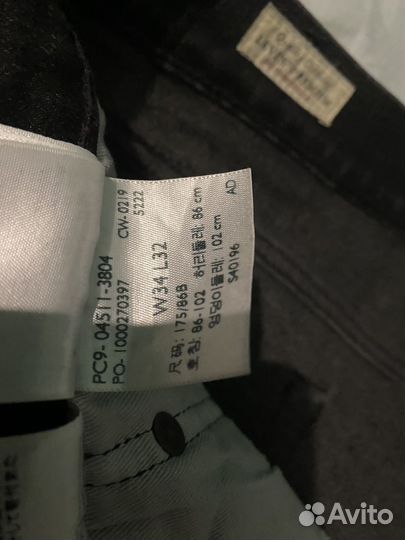 PC9- 04511-3804
PO- 1000270397
CW-0219
5222
W34 L32
尺码: 175/86B
호칭: 86-102
허리둘레: 86 cm
엉덩이둘레: 102 cm
S40196
AD
Avito